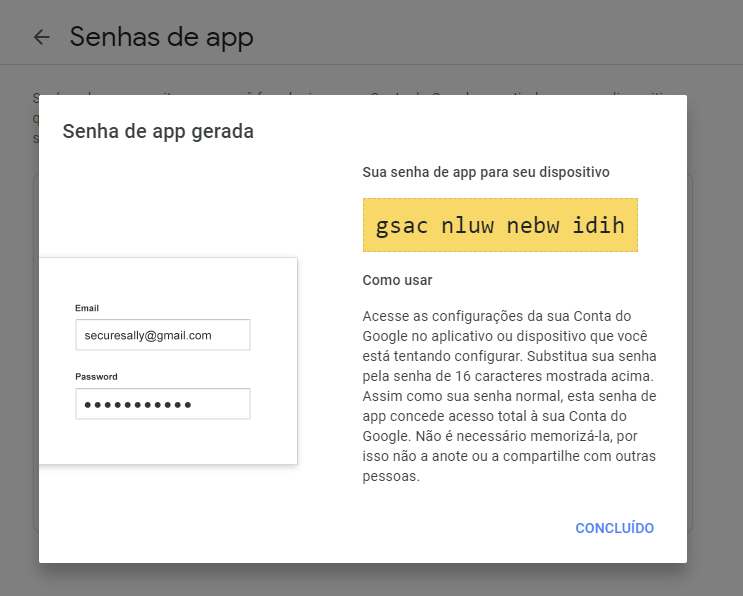 Senhas de app
Senha de app gerada
Sua senha de app para seu dispositivo
gsac nluw nebw idih
Email
securesally@gmail.com
Password
Como usar
Acesse as configurações da sua Conta do
Google no aplicativo ou dispositivo que você
está tentando configurar. Substitua sua senha
pela senha de 16 caracteres mostrada acima.
Assim como sua senha normal, esta senha de
app concede acesso total à sua Conta do
Google. Não é necessário memorizá-la, por
isso não a anote ou a compartilhe com outras
pessoas.
CONCLUÍDO